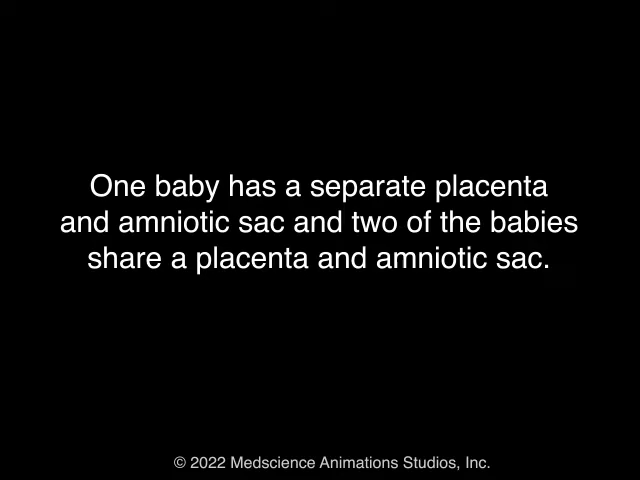 One baby has a separate placenta
and amniotic sac and two of the babies
share a placenta and amniotic sac.
© 2022 Medscience Animations Studios, Inc.